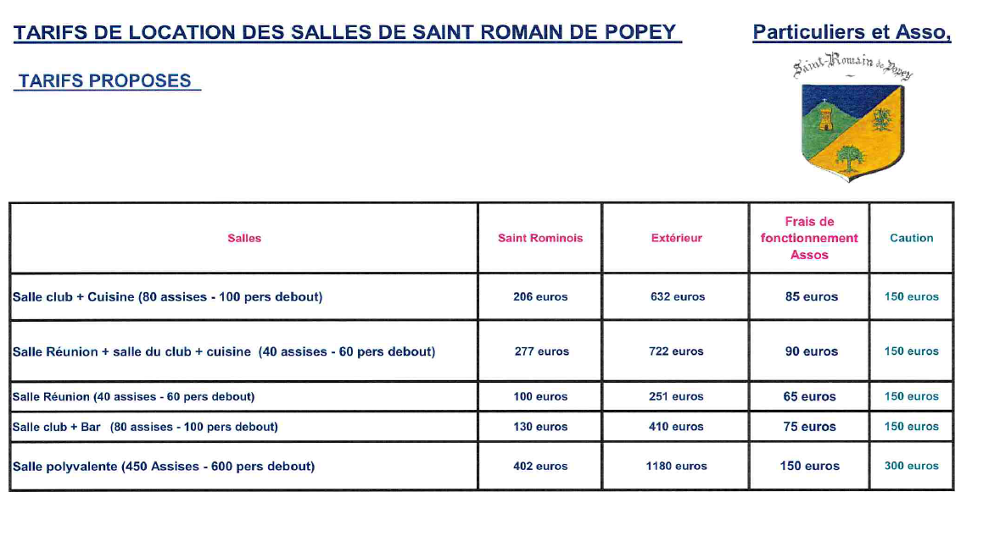 TARIFS DE LOCATION DES SALLES DE SAINT ROMAIN DE POPEY Particuliers et Asso,
Saint-Romain de Popey
TARIFS PROPOSES
Salles Saint Rominois Extérieur Frais de fonctionnement Assos Caution
Salle club + Cuisine (80 assises - 100 pers debout) 206 euros 632 euros 85 euros 150 euros
Salle Réunion + salle du club + cuisine (40 assises - 60 pers debout) 277 euros 722 euros 90 euros 150 euros
Salle Réunion (40 assises - 60 pers debout) 100 euros 251 euros 65 euros 150 euros
Salle club + Bar (80 assises - 100 pers debout) 130 euros 410 euros 75 euros 150 euros
Salle polyvalente (450 Assises - 600 pers debout) 402 euros 1180 euros 150 euros 300 euros